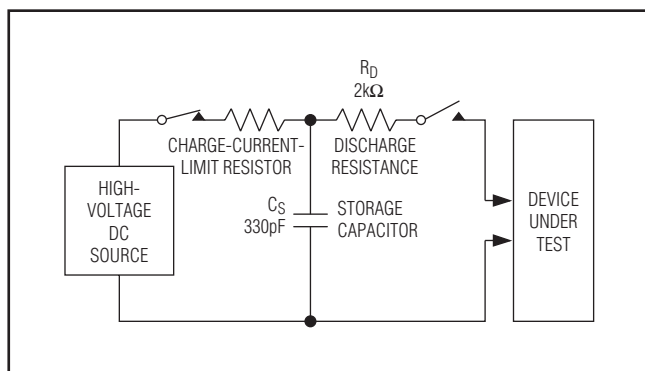 R_D
2kΩ
CHARGE-CURRENT-
LIMIT RESISTOR
DISCHARGE
RESISTANCE
HIGH-
VOLTAGE
DC
SOURCE
C_S
330pF
STORAGE
CAPACITOR
DEVICE
UNDER
TEST